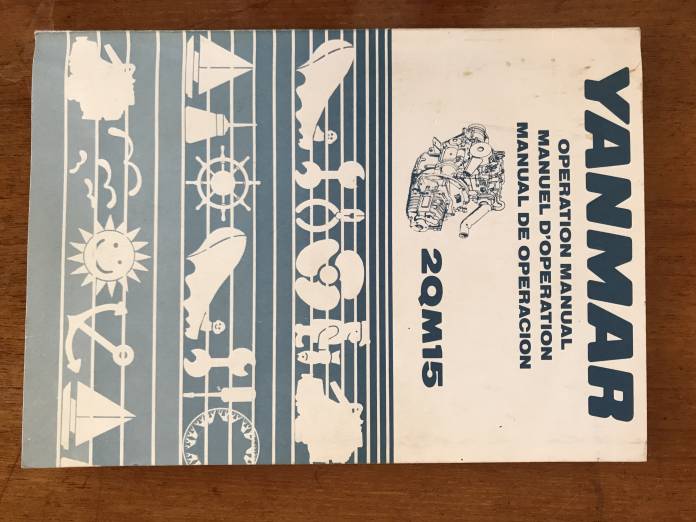 YANMAR
OPERATION MANUAL
MANUEL D'OPERATION
MANUAL DE OPERACION
2QM15